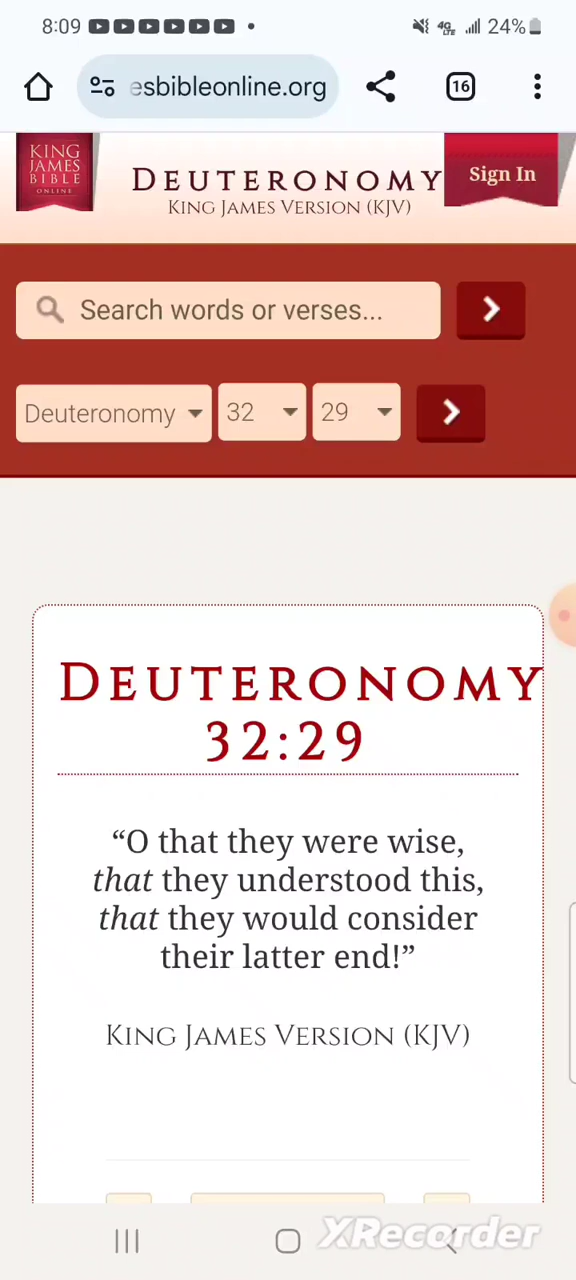 8:09
4G
LTE
24%
esbibleonline.org
16
KING
JAMES
BIBLE
ONLINE
DEUTERONOMY
KING JAMES VERSION (KJV)
Sign In
Search words or verses...
Deuteronomy 32 29
DEUTERONOMY
32:29
“O that they were wise,
that they understood this,
that they would consider
their latter end!”
KING JAMES VERSION (KJV)
XRecorder